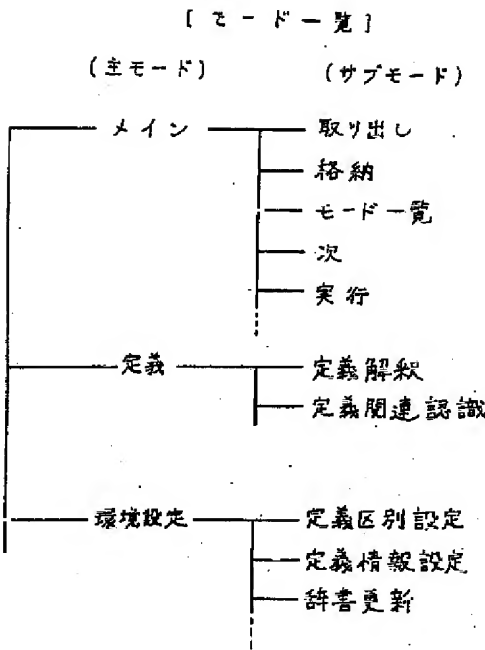 [モード一覧]
(主モード) (サブモード)
メイン 取り出し
格納
モード一覧
次
実行
定義 定義解釈
定義関連認識
環境設定 定義区別設定
定義情報設定
辞書更新